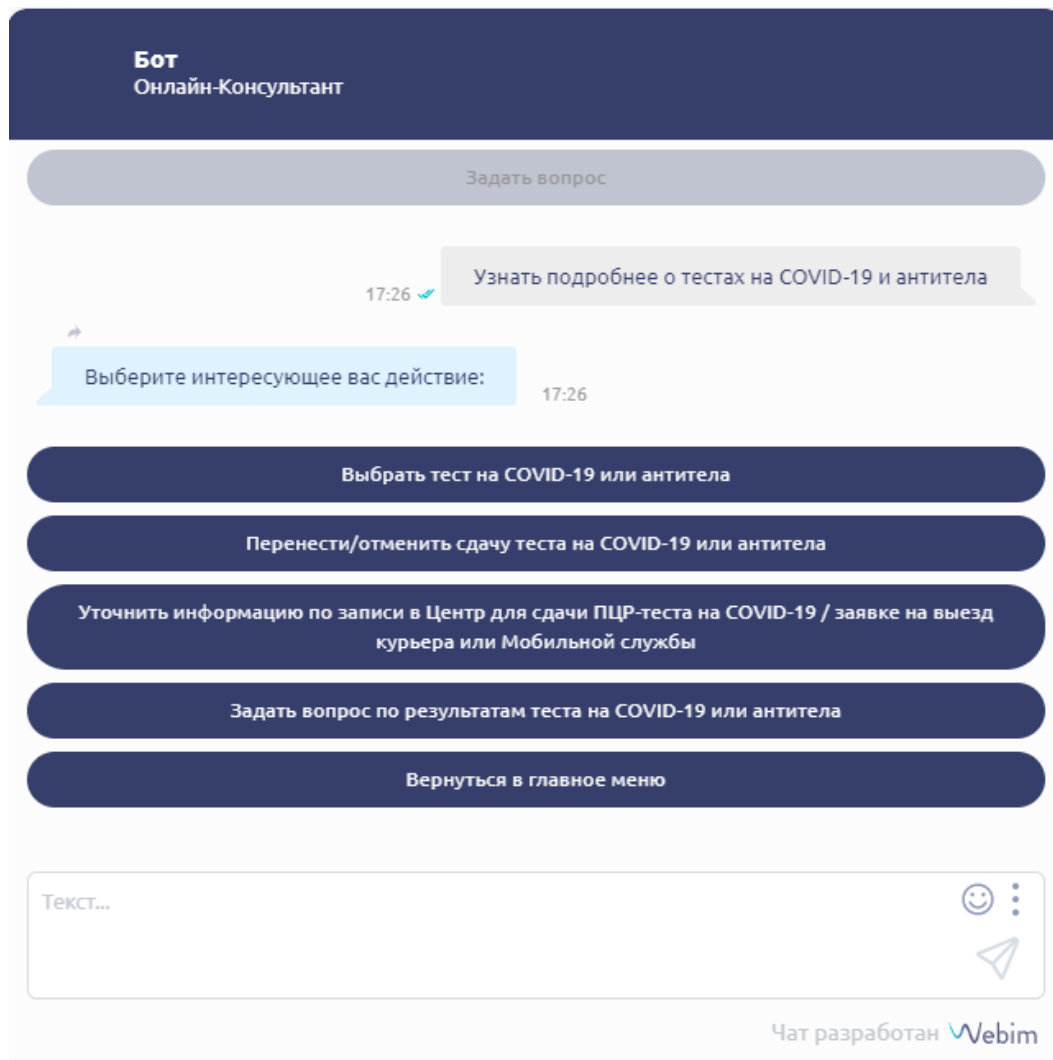 Бот
Онлайн-Консультант
Задать вопрос
Узнать подробнее о тестах на COVID-19 и антитела
17:26
Выберите интересующее вас действие:
17:26
Выбрать тест на COVID-19 или антитела
Перенести/отменить сдачу теста на COVID-19 или антитела
Уточнить информацию по записи в Центр для сдачи ПЦР-теста на COVID-19 / заявке на выезд
курьера или Мобильной службы
Задать вопрос по результатам теста на COVID-19 или антитела
Вернуться в главное меню
Текст...
Чат разработан Webim